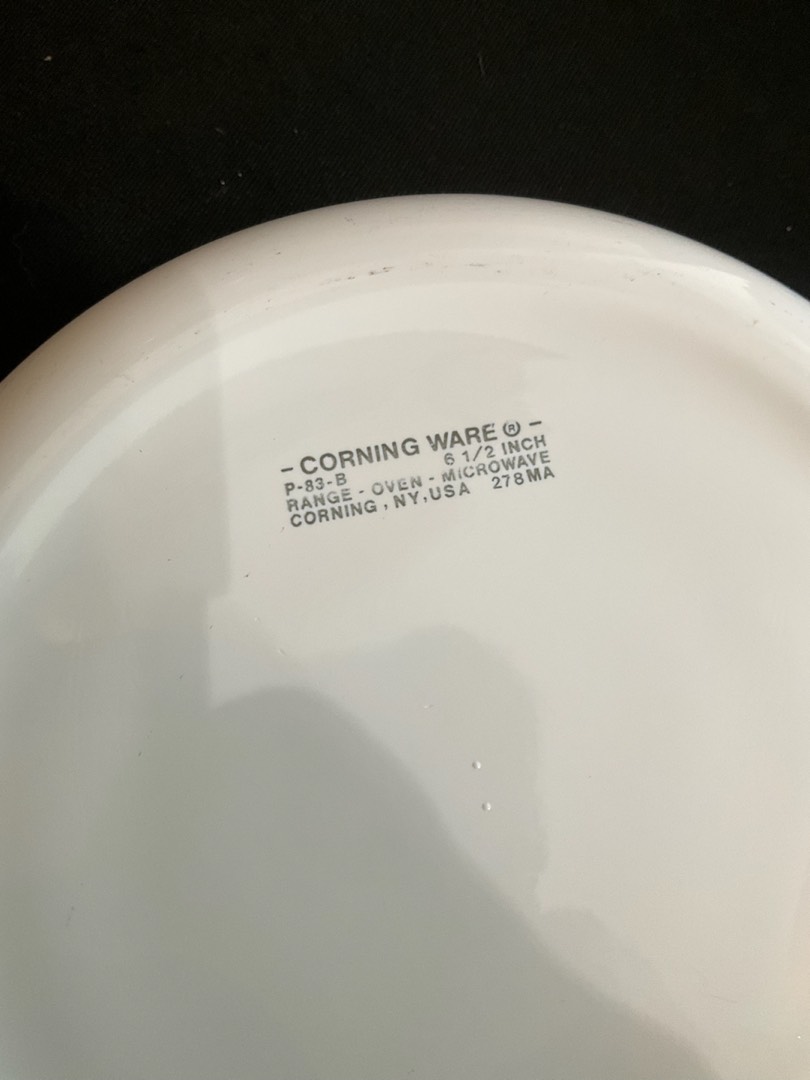 - CORNING WARE ® -
P-83-B 6 1/2 INCH
RANGE - OVEN - MICROWAVE
CORNING , NY,USA 278MA